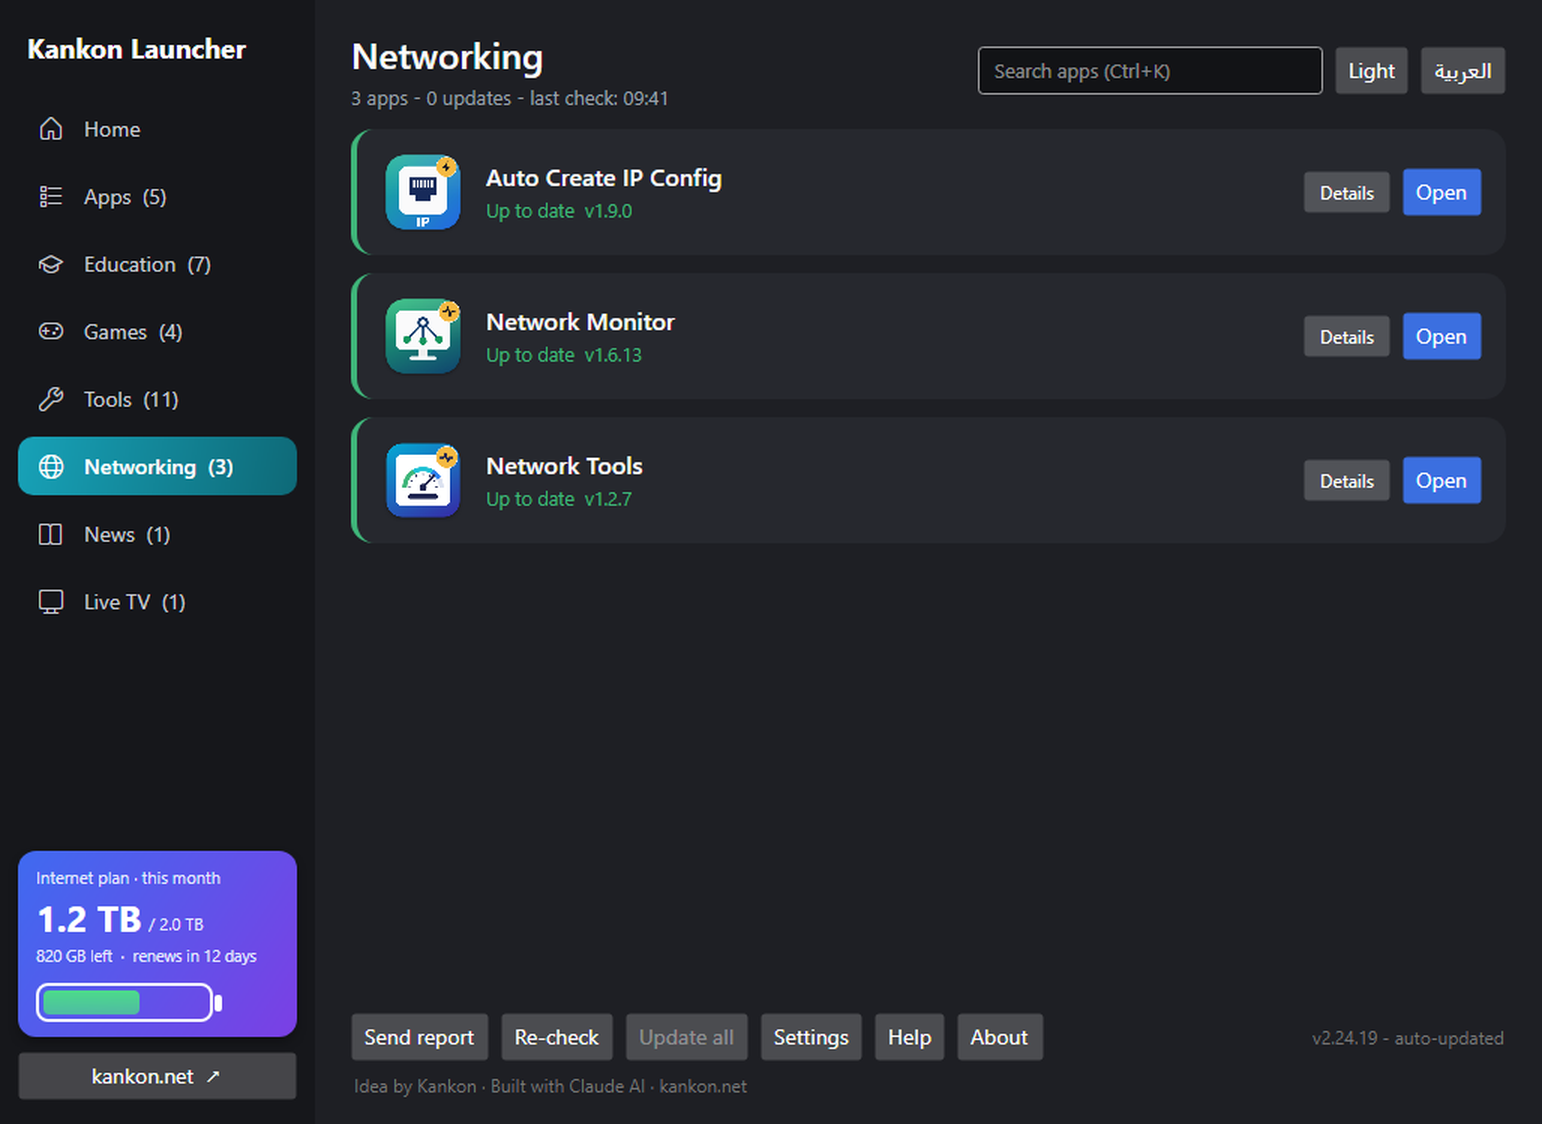 Kankon Launcher
Home
Apps (5)
Education (7)
Games (4)
Tools (11)
Networking (3)
News (1)
Live TV (1)
Internet plan · this month
1.2 TB / 2.0 TB
820 GB left · renews in 12 days
kankon.net ↗
Networking
3 apps - 0 updates - last check: 09:41
Search apps (Ctrl+K)
Light
العربية
IP
Auto Create IP Config
Up to date v1.9.0
Details
Open
Network Monitor
Up to date v1.6.13
Details
Open
Network Tools
Up to date v1.2.7
Details
Open
Send report
Re-check
Update all
Settings
Help
About
v2.24.19 - auto-updated
Idea by Kankon · Built with Claude AI · kankon.net